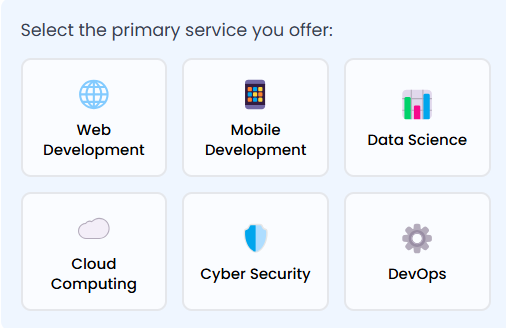 Select the primary service you offer:
Web
Development
Mobile
Development
Data Science
Cloud
Computing
Cyber Security
DevOps